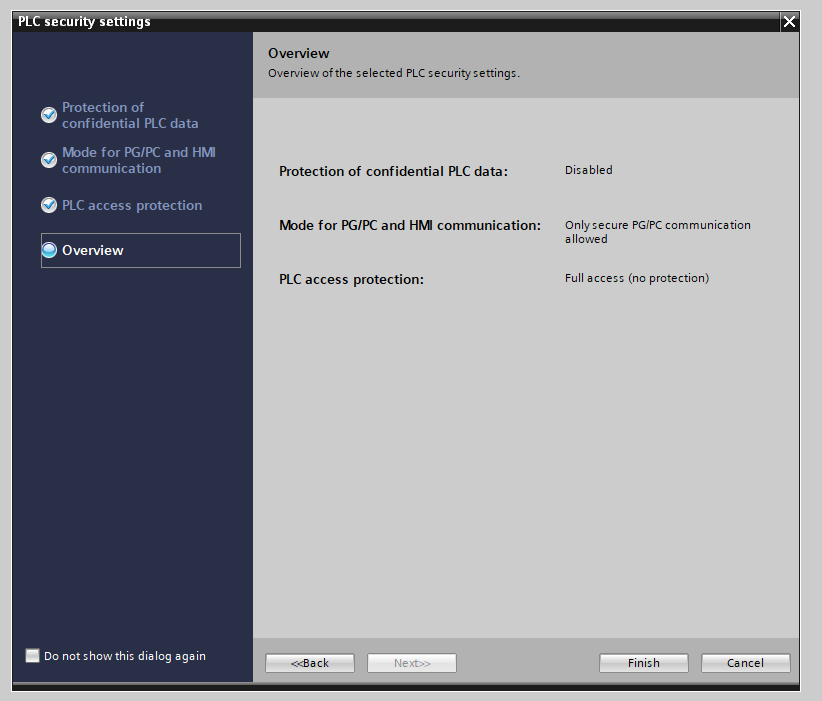 PLC security settings
Overview
Overview of the selected PLC security settings.
Protection of
confidential PLC data
Mode for PG/PC and HMI
communication
PLC access protection
Overview
Protection of confidential PLC data:
Disabled
Mode for PG/PC and HMI communication:
Only secure PG/PC communication
allowed
PLC access protection:
Full access (no protection)
Do not show this dialog again
<<Back
Next>>
Finish
Cancel